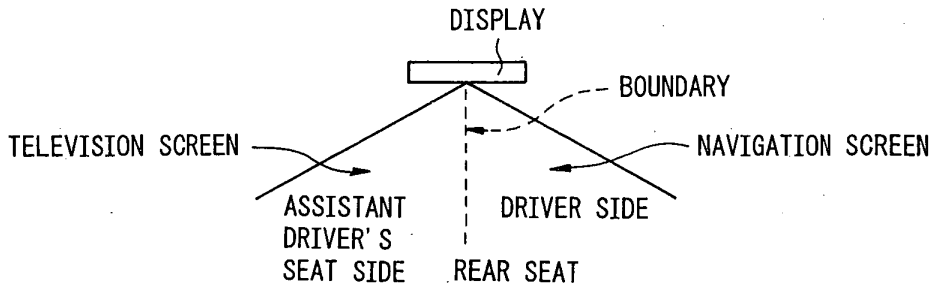 DISPLAY
BOUNDARY
TELEVISION SCREEN
NAVIGATION SCREEN
ASSISTANT
DRIVER'S
SEAT SIDE
DRIVER SIDE
REAR SEAT